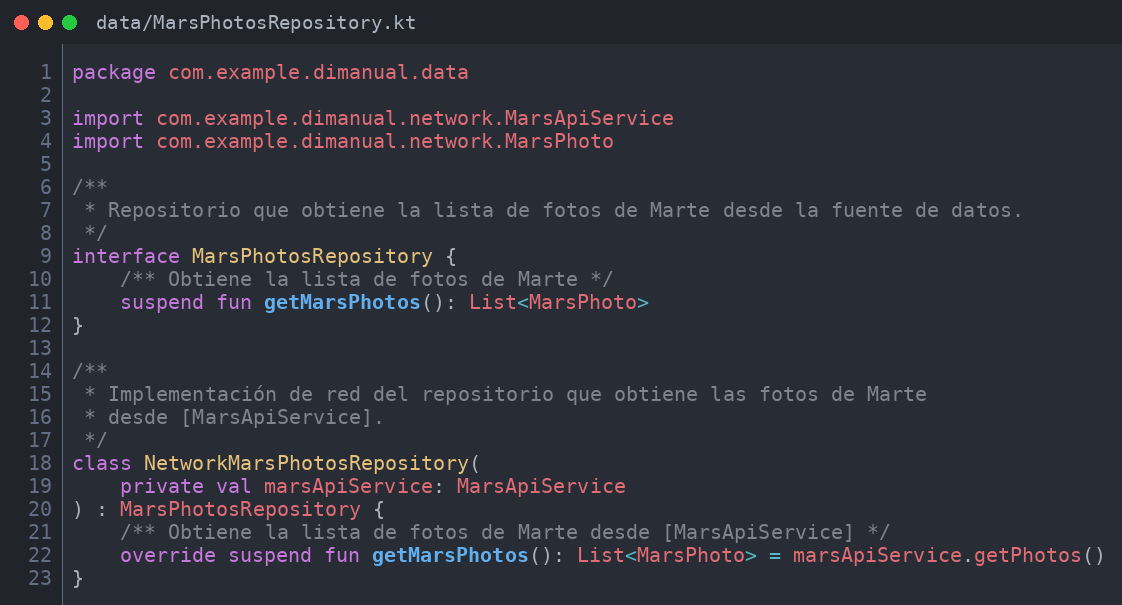 data/MarsPhotosRepository.kt
1 package com.example.dimanual.data
2
3 import com.example.dimanual.network.MarsApiService
4 import com.example.dimanual.network.MarsPhoto
5
6 /**
7  * Repositorio que obtiene la lista de fotos de Marte desde la fuente de datos.
8  */
9 interface MarsPhotosRepository {
10     /** Obtiene la lista de fotos de Marte */
11     suspend fun getMarsPhotos(): List<MarsPhoto>
12 }
13
14 /**
15  * Implementación de red del repositorio que obtiene las fotos de Marte
16  * desde [MarsApiService].
17  */
18 class NetworkMarsPhotosRepository(
19     private val marsApiService: MarsApiService
20 ) : MarsPhotosRepository {
21     /** Obtiene la lista de fotos de Marte desde [MarsApiService] */
22     override suspend fun getMarsPhotos(): List<MarsPhoto> = marsApiService.getPhotos()
23 }